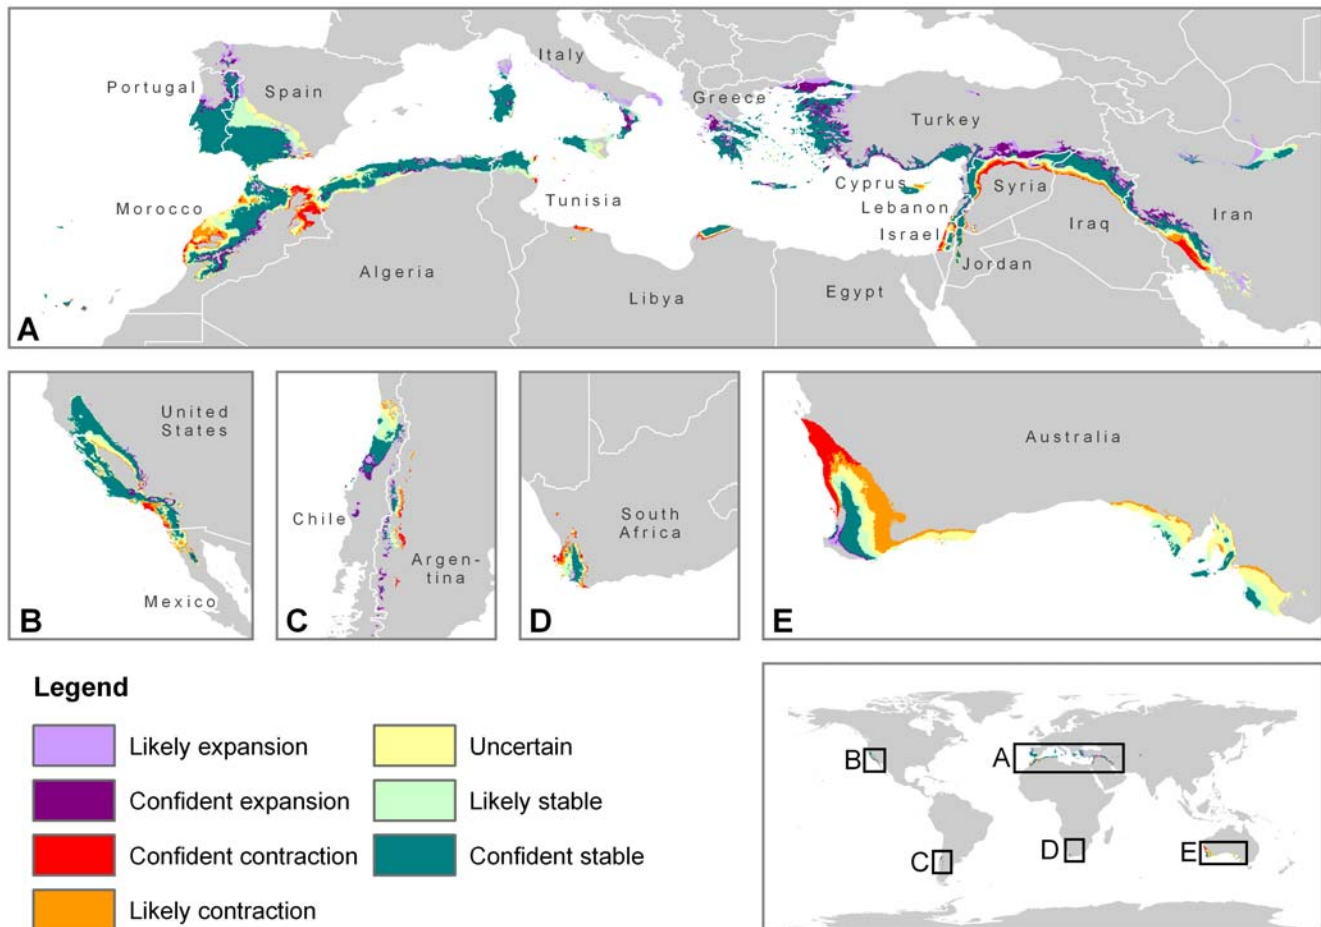 Italy
Portugal
Spain
Greece
Turkey
Morocco
Tunisia
Cyprus
Syria
Lebanon
Iraq
Iran
Israel
Jordan
Algeria
Libya
Egypt
A
United
States
Mexico
B
Chile
Argen-
tina
C
South
Africa
D
Australia
E
Legend
Likely expansion
Confident expansion
Confident contraction
Likely contraction
Uncertain
Likely stable
Confident stable
B
A
C
D
E